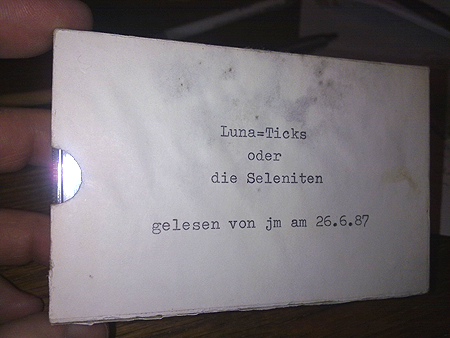 Luna=Ticks
oder
die Seleniten
gelesen von jm am 26.6.87